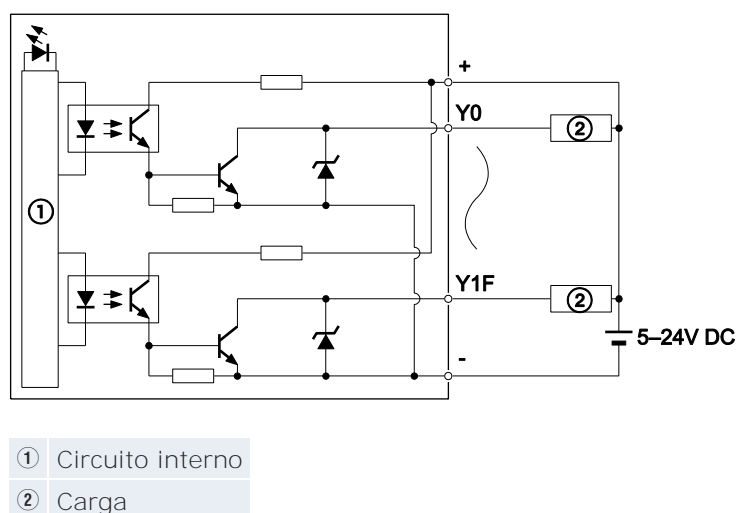 +
Y0
②
①
Y1F
②
5–24V DC
-
① Circuito interno
② Carga